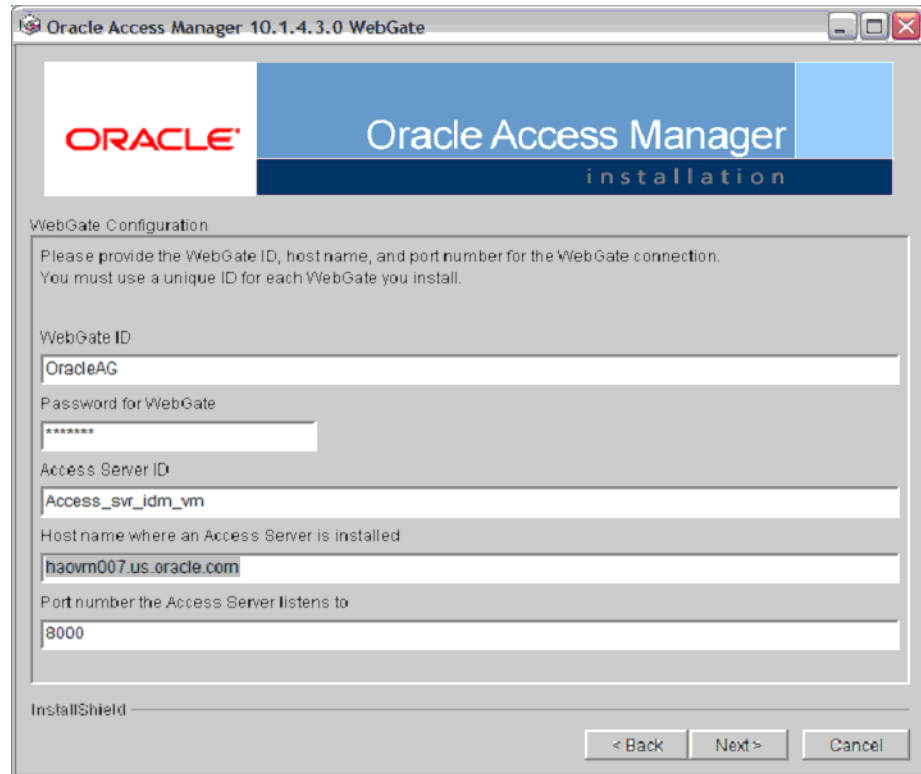 Oracle Access Manager 10.1.4.3.0 WebGate
ORACLE
Oracle Access Manager
installation
WebGate Configuration
Please provide the WebGate ID, host name, and port number for the WebGate connection.
You must use a unique ID for each WebGate you install.
WebGate ID
OracleAG
Password for WebGate
*******
Access Server ID
Access_svr_idm_vm
Host name where an Access Server is installed
haovm007.us.oracle.com
Port number the Access Server listens to
8000
InstallShield
< Back Next > Cancel